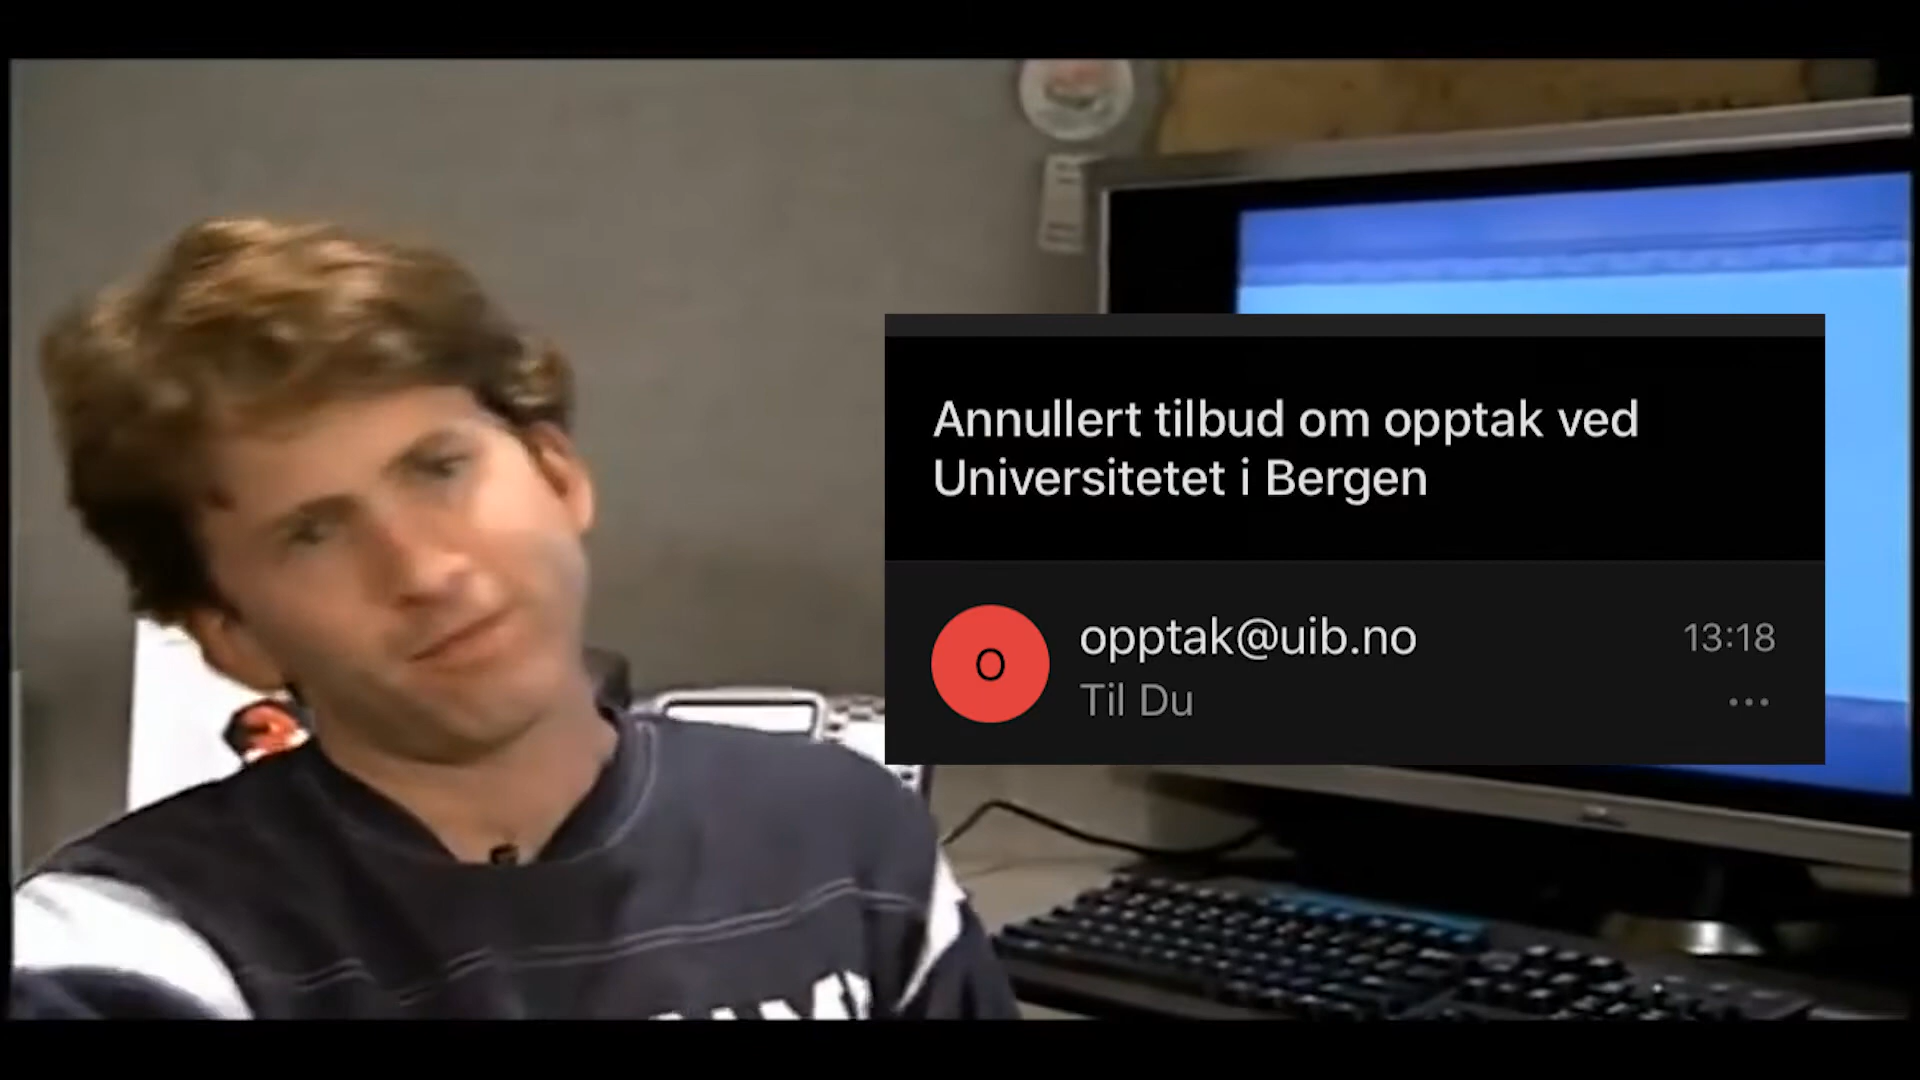 Annullert tilbud om opptak ved
Universitetet i Bergen
O
opptak@uib.no
13:18
Til Du